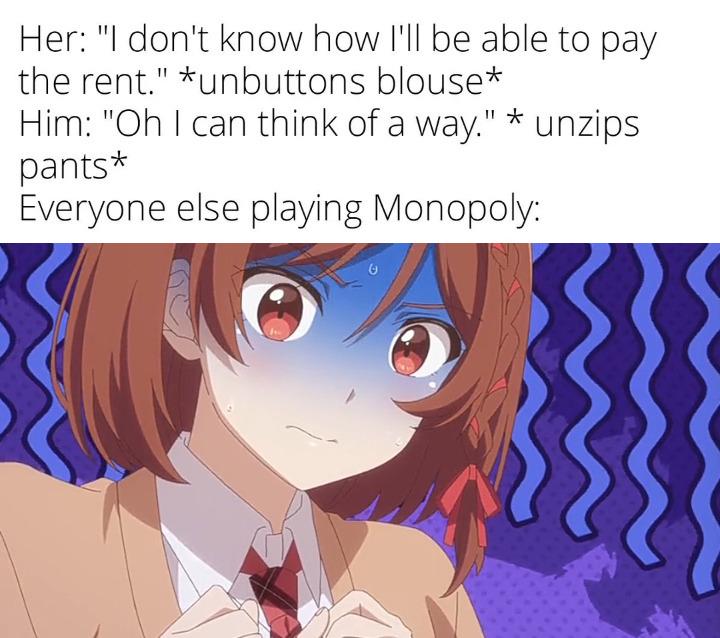 Her: "I don't know how I'll be able to pay
the rent." *unbuttons blouse*
Him: "Oh I can think of a way." * unzips
pants*
Everyone else playing Monopoly: